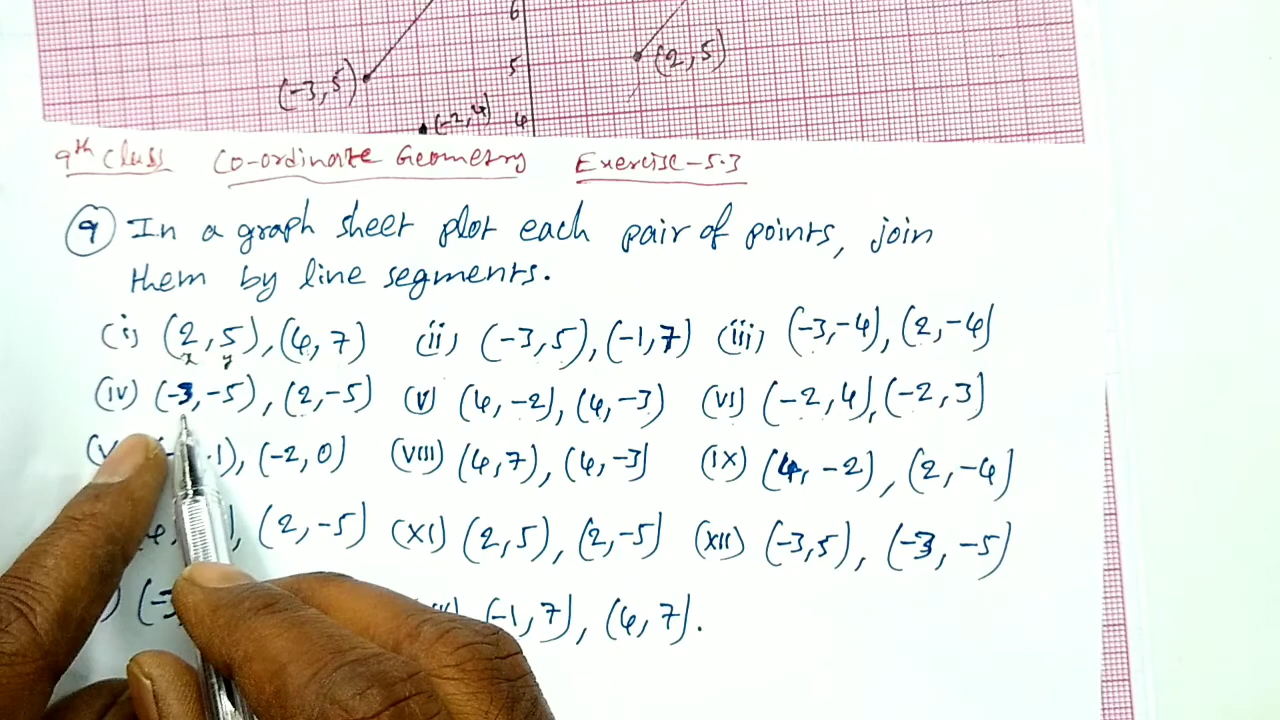 6
(-3,5) 5 (2,5)
(-2,4) 4
9th class Co-ordinate Geometry Exercise-5.3
9 In a graph sheet plot each pair of points, join
them by line segments.
(i) (2,5), (4,7) (ii) (-3,5), (-1,7) (iii) (-3,-4), (2,-4)
x y
(iv) (-3,-5), (2,-5) (v) (4,-2), (4,-3) (vi) (-2,4), (-2,3)
1), (-2,0) (viii) (4,7), (4,-3) (ix) (4,-2), (2,-4)
(2,-5) (xi) (2,5), (2,-5) (xii) (-3,5), (-3,-5)
(-1,7), (4,7).